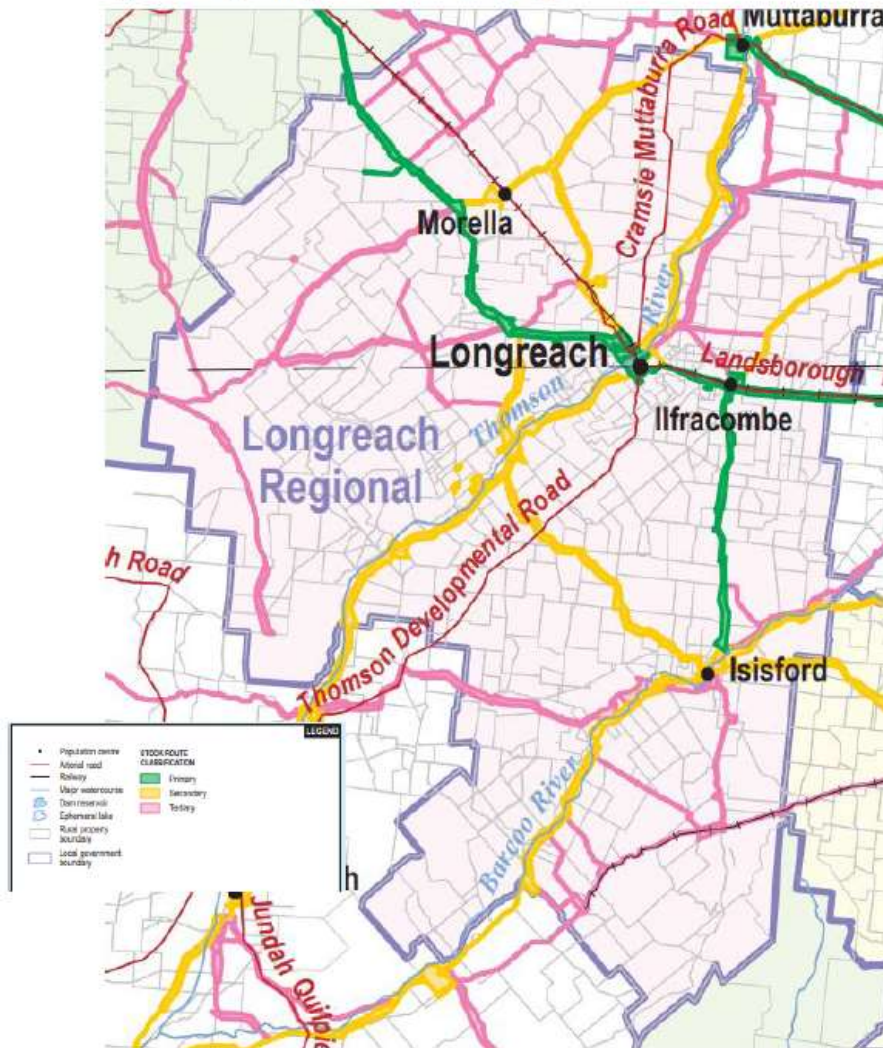 Muttaburra
Cramsie Muttaburra Road
Morella
River
Longreach
Landsborough
Ilfracombe
Thomson
Longreach
Regional
h Road
Thomson Developmental Road
Isisford
Barcoo River
LEGEND
Population centre
Arterial road
Railway
Major watercourse
Dam reservoir
Ephemeral lake
Rural property
boundary
Local government
boundary
STOCK ROUTE
CLASSIFICATION
Primary
Secondary
Tertiary
h
Jundah Quilpie